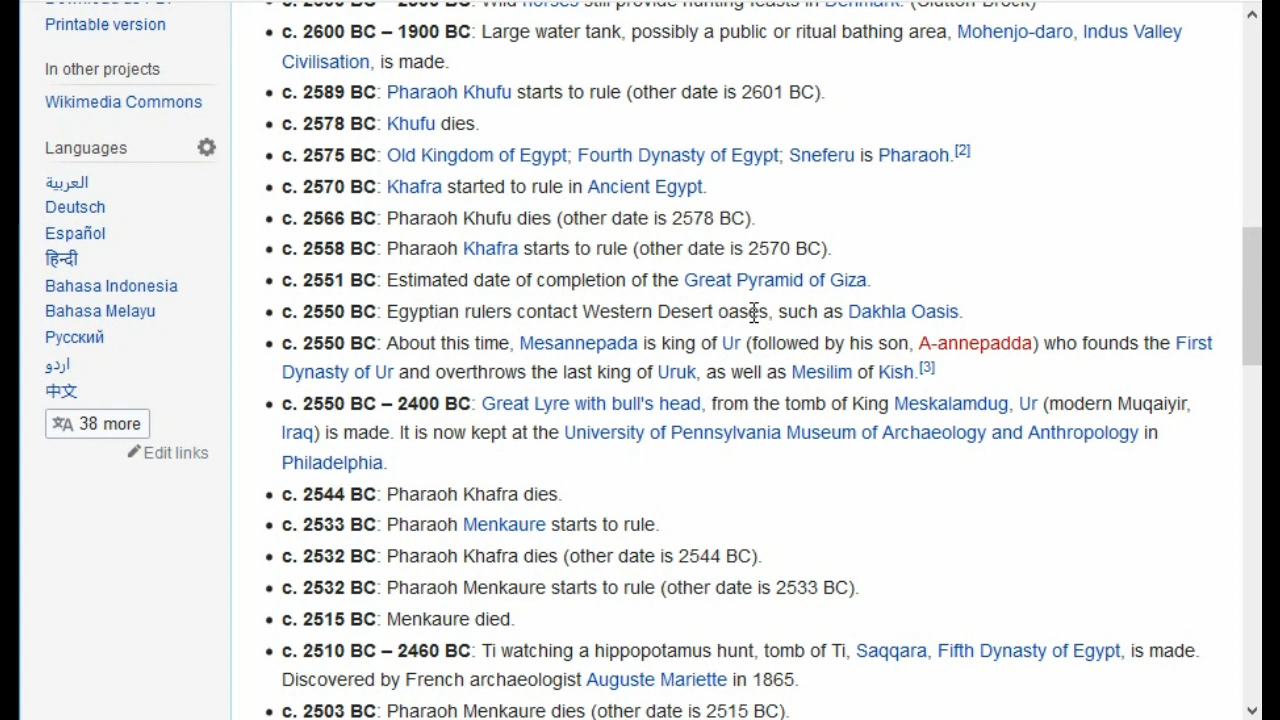 Download as PDF
Printable version
In other projects
Wikimedia Commons
Languages
العربية
Deutsch
Español
हिन्दी
Bahasa Indonesia
Bahasa Melayu
Русский
اردو
中文
38 more
Edit links
horses still provide hunting feasts in Denmark. (Clutton-Brock)
• c. 2600 BC – 1900 BC: Large water tank, possibly a public or ritual bathing area, Mohenjo-daro, Indus Valley
Civilisation, is made.
• c. 2589 BC: Pharaoh Khufu starts to rule (other date is 2601 BC).
• c. 2578 BC: Khufu dies.
• c. 2575 BC: Old Kingdom of Egypt; Fourth Dynasty of Egypt; Sneferu is Pharaoh.[2]
• c. 2570 BC: Khafra started to rule in Ancient Egypt.
• c. 2566 BC: Pharaoh Khufu dies (other date is 2578 BC).
• c. 2558 BC: Pharaoh Khafra starts to rule (other date is 2570 BC).
• c. 2551 BC: Estimated date of completion of the Great Pyramid of Giza.
• c. 2550 BC: Egyptian rulers contact Western Desert oases, such as Dakhla Oasis.
• c. 2550 BC: About this time, Mesannepada is king of Ur (followed by his son, A-annepadda) who founds the First
Dynasty of Ur and overthrows the last king of Uruk, as well as Mesilim of Kish.[3]
• c. 2550 BC – 2400 BC: Great Lyre with bull's head, from the tomb of King Meskalamdug, Ur (modern Muqaiyir,
Iraq) is made. It is now kept at the University of Pennsylvania Museum of Archaeology and Anthropology in
Philadelphia.
• c. 2544 BC: Pharaoh Khafra dies.
• c. 2533 BC: Pharaoh Menkaure starts to rule.
• c. 2532 BC: Pharaoh Khafra dies (other date is 2544 BC).
• c. 2532 BC: Pharaoh Menkaure starts to rule (other date is 2533 BC).
• c. 2515 BC: Menkaure died.
• c. 2510 BC – 2460 BC: Ti watching a hippopotamus hunt, tomb of Ti, Saqqara, Fifth Dynasty of Egypt, is made.
Discovered by French archaeologist Auguste Mariette in 1865.
• c. 2503 BC: Pharaoh Menkaure dies (other date is 2515 BC).